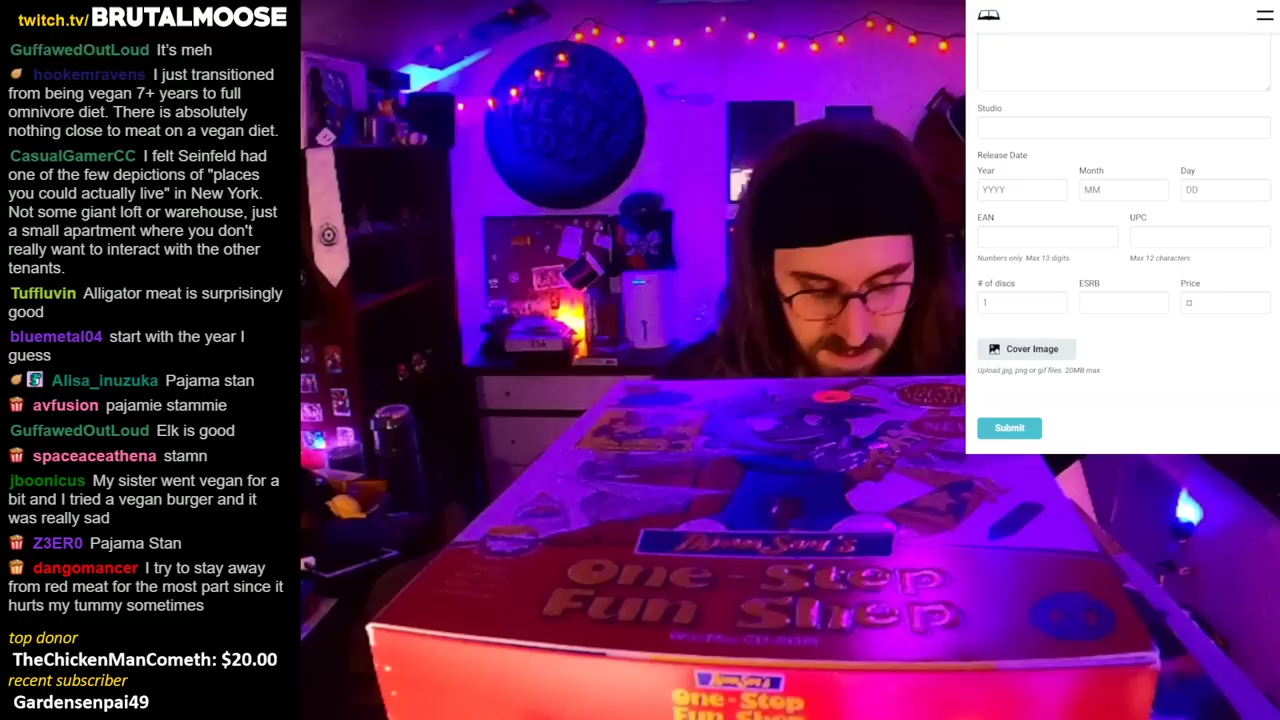 twitch.tv/BRUTALMOOSE
GuffawedOutLoud It's meh
hookemravens I just transitioned
from being vegan 7+ years to full
omnivore diet. There is absolutely
nothing close to meat on a vegan diet.
CasualGamerCC I felt Seinfeld had
one of the few depictions of "places
you could actually live" in New York.
Not some giant loft or warehouse, just
a small apartment where you don't
really want to interact with the other
tenants.
Tuffluvin Alligator meat is surprisingly
good
bluemetal04 start with the year I
guess
Alisa_inuzuka Pajama stan
avfusion pajamie stammie
GuffawedOutLoud Elk is good
spaceaceathena stamn
jboonicus My sister went vegan for a
bit and I tried a vegan burger and it
was really sad
Z3ER0 Pajama Stan
dangomancer I try to stay away
from red meat for the most part since it
hurts my tummy sometimes
top donor
TheChickenManCometh: $20.00
recent subscriber
Gardensenpai49
Studio
Release Date
Year Month Day
YYYY MM DD
EAN UPC
Numbers only. Max 13 digits. Max 12 characters.
# of discs ESRB Price
1 ¤
Cover Image
Upload jpg, png or gif files. 20MB max.
Submit
NEW
One-Stop
Fun Shop
Win/Mac CD-ROM
One-Stop
Fun Shop